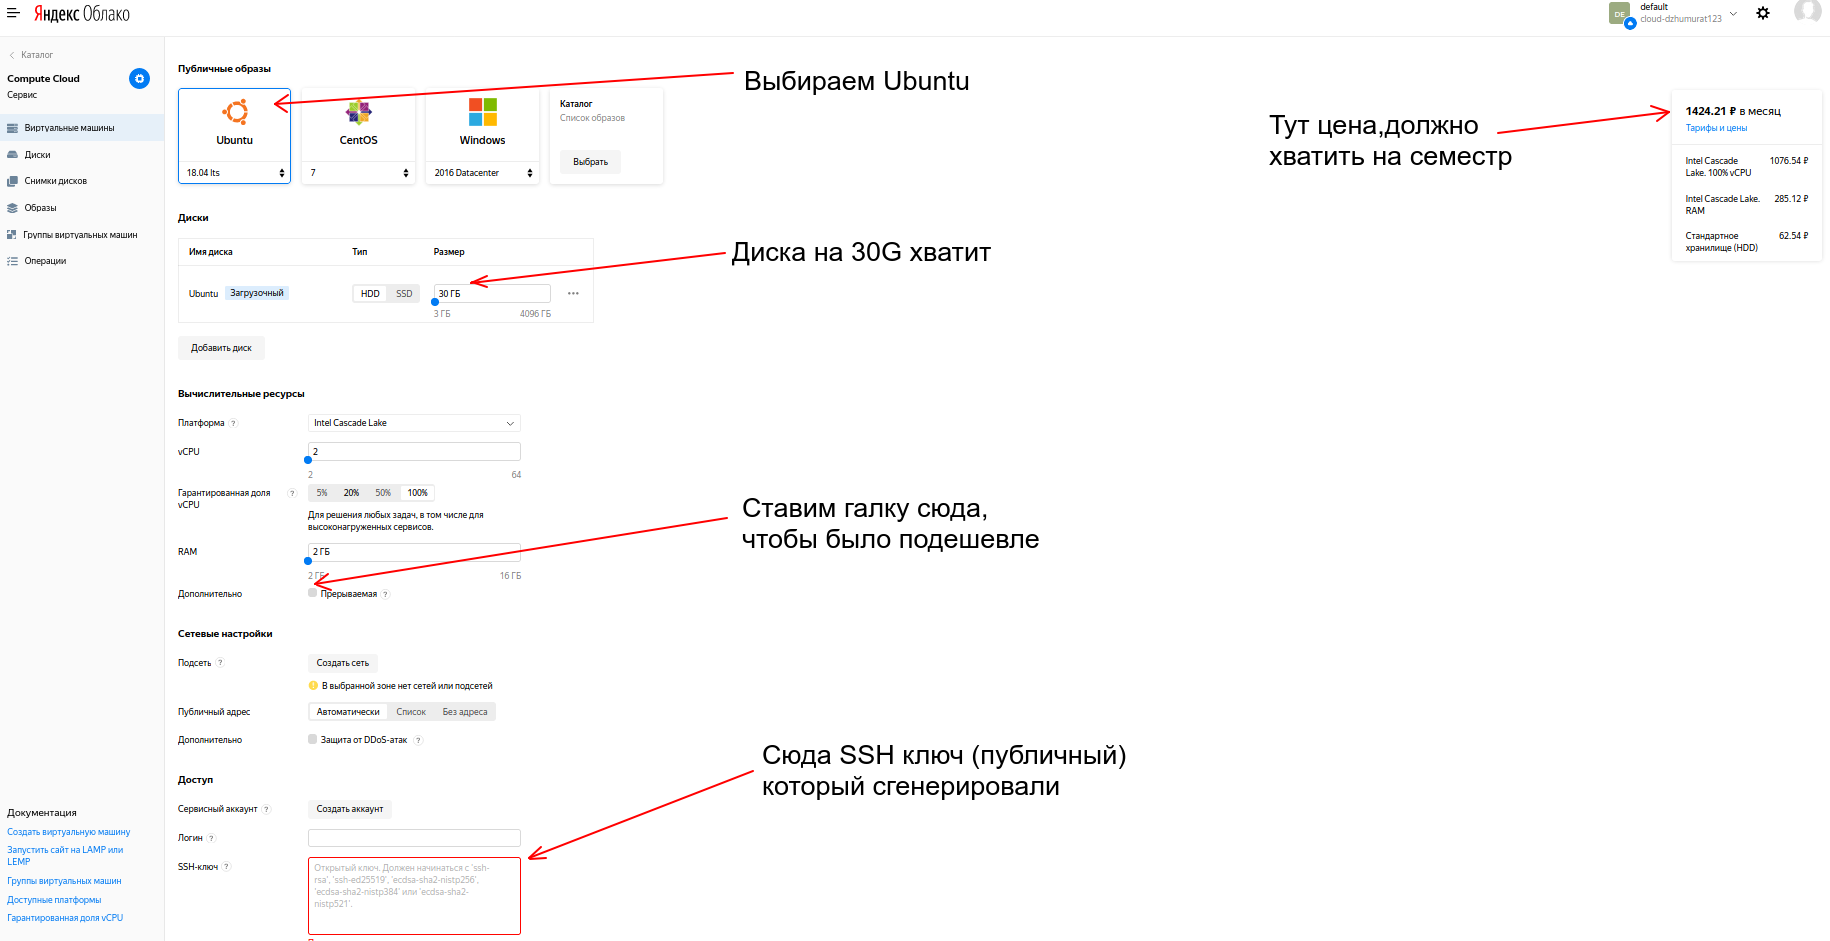 Яндекс Облако
DE
default
cloud-dzhumurat123
Каталог
Compute Cloud
Сервис
Виртуальные машины
Диски
Снимки дисков
Образы
Группы виртуальных машин
Операции
Документация
Создать виртуальную машину
Запустить сайт на LAMP или
LEMP
Группы виртуальных машин
Доступные платформы
Гарантированная доля vCPU
Публичные образы
Ubuntu
18.04 lts
CentOS
7
Windows
2016 Datacenter
Каталог
Список образов
Выбрать
Выбираем Ubuntu
Тут цена,должно
хватить на семестр
1424.21 ₽ в месяц
Тарифы и цены
Intel Cascade 1076.54 ₽
Lake. 100% vCPU
Intel Cascade Lake. 285.12 ₽
RAM
Стандартное 62.54 ₽
хранилище (HDD)
Диски
Имя диска Тип Размер
Ubuntu Загрузочный HDD SSD 30 ГБ
3 ГБ 4096 ГБ
Диска на 30G хватит
Добавить диск
Вычислительные ресурсы
Платформа ? Intel Cascade Lake
vCPU 2
2 64
Гарантированная доля ? 5% 20% 50% 100%
vCPU
Для решения любых задач, в том числе для
высоконагруженных сервисов.
RAM 2 ГБ
2 ГБ 16 ГБ
Дополнительно Прерываемая ?
Ставим галку сюда,
чтобы было подешевле
Сетевые настройки
Подсеть ? Создать сеть
! В выбранной зоне нет сетей или подсетей
Публичный адрес Автоматически Список Без адреса
Дополнительно Защита от DDoS-атак ?
Доступ
Сервисный аккаунт ? Создать аккаунт
Логин ?
SSH-ключ ? Открытый ключ. Должен начинаться с 'ssh-
rsa', 'ssh-ed25519', 'ecdsa-sha2-nistp256',
'ecdsa-sha2-nistp384' или 'ecdsa-sha2-
nistp521'.
Сюда SSH ключ (публичный)
который сгенерировали